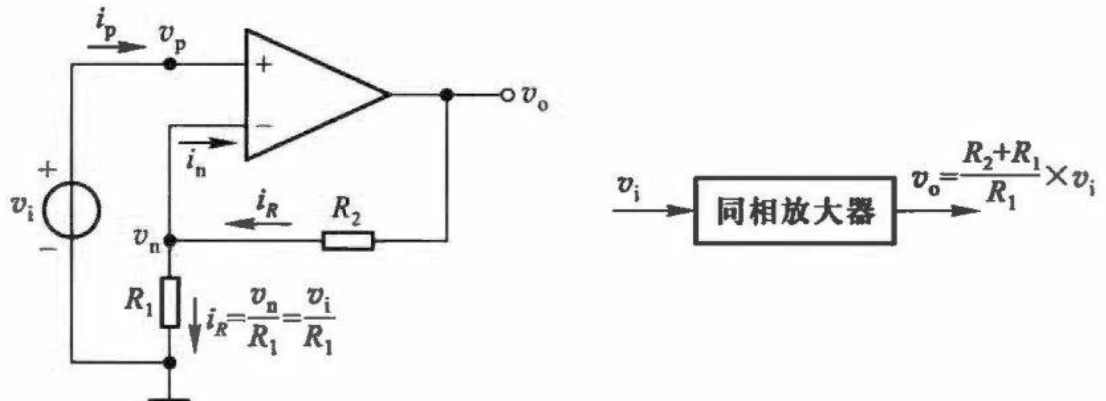 i_p
v_p
+
−
v_o
i_n
+
v_i
−
i_R
R_2
v_n
R_1
i_R=v_n/R_1=v_i/R_1
v_i
同相放大器
v_o=(R_2+R_1)/R_1×v_i